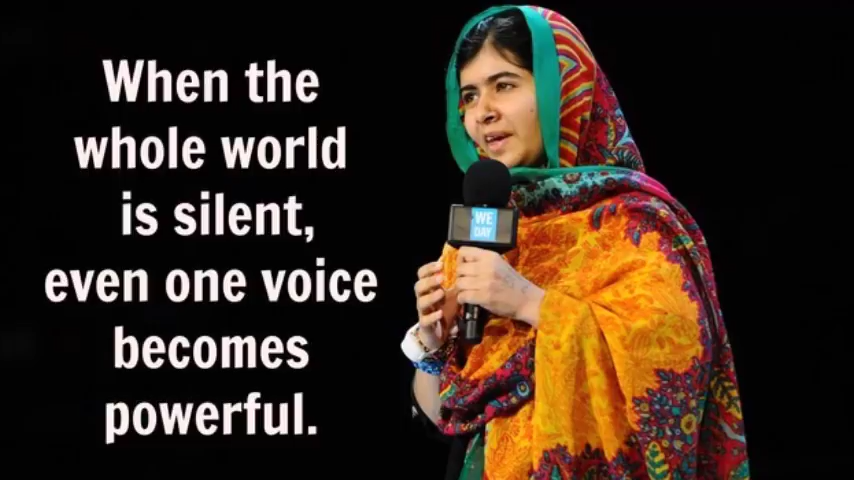 When the
whole world
is silent,
even one voice
becomes
powerful.
WE
DAY